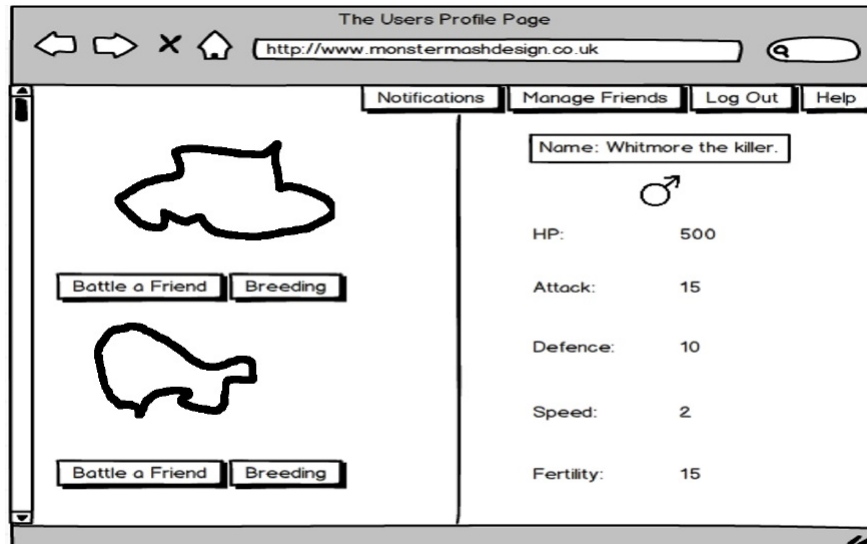 The Users Profile Page
http://www.monstermashdesign.co.uk
Notifications
Manage Friends
Log Out
Help
Name: Whitmore the killer.
HP: 500
Battle a Friend
Breeding
Attack: 15
Defence: 10
Speed: 2
Battle a Friend
Breeding
Fertility: 15